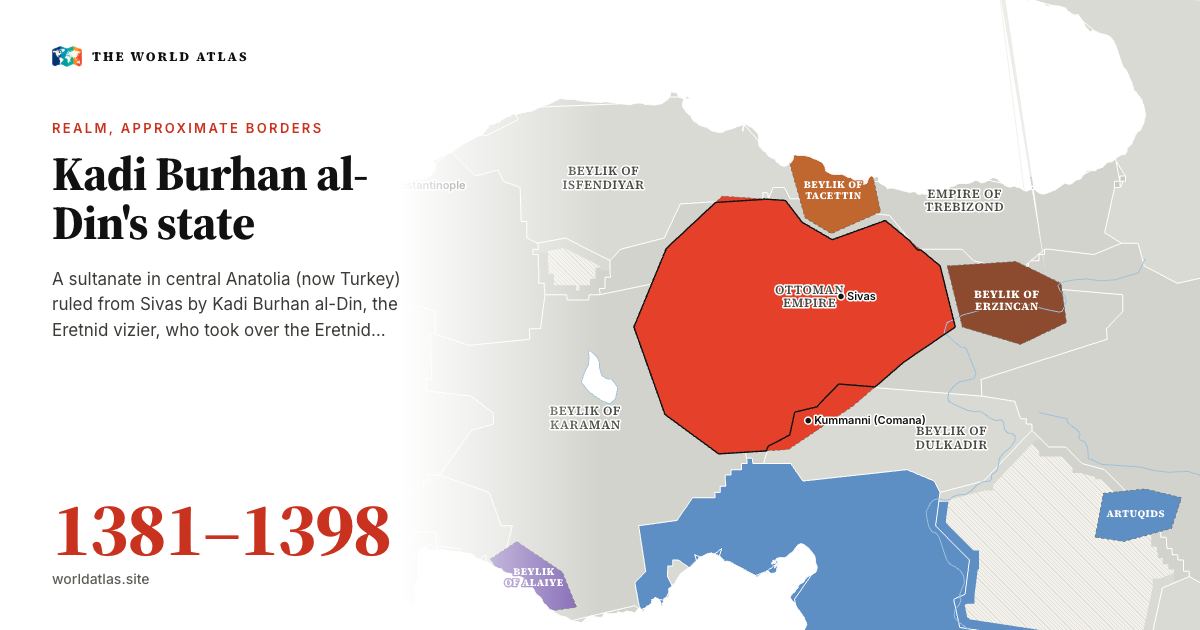 THE WORLD ATLAS
REALM, APPROXIMATE BORDERS
Kadi Burhan al-
Din's state
A sultanate in central Anatolia (now Turkey)
ruled from Sivas by Kadi Burhan al-Din, the
Eretnid vizier, who took over the Eretnid...
1381–1398
worldatlas.site
stantinople
BEYLIK OF
ISFENDIYAR
BEYLIK OF
TACETTIN
EMPIRE OF
TREBIZOND
OTTOMAN
EMPIRE
Sivas
BEYLIK OF
ERZINCAN
BEYLIK OF
KARAMAN
Kummanni (Comana)
BEYLIK OF
DULKADIR
ARTUQIDS
BEYLIK
OF ALAIYE